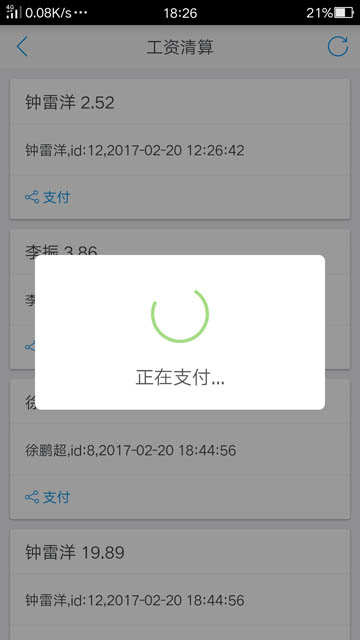 4G 0.08K/s ··· 18:26 21%
工资清算
钟雷洋 2.52
钟雷洋,id:12,2017-02-20 12:26:42
支付
李振 3.86
李
正在支付...
徐
徐鹏超,id:8,2017-02-20 18:44:56
支付
钟雷洋 19.89
钟雷洋,id:12,2017-02-20 18:44:56